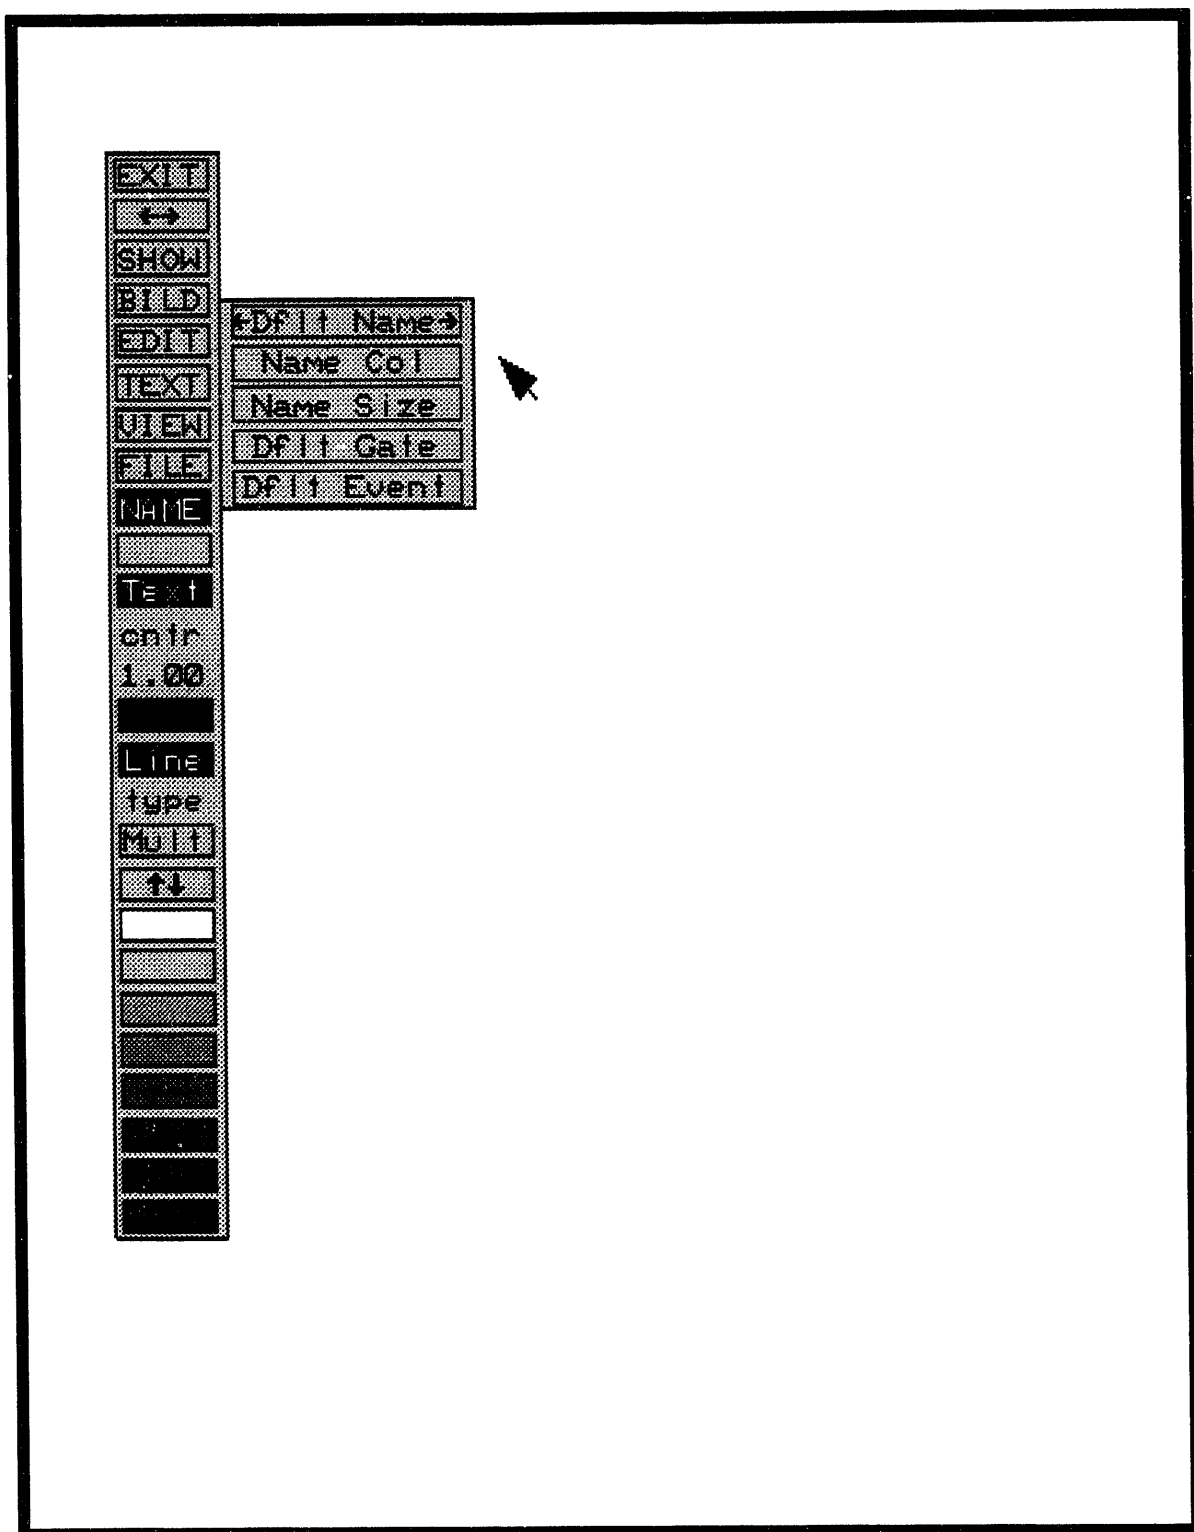 EXIT
↔
SHOW
BILD
EDIT
TEXT
VIEW
FILE
NAME
←Dflt Name→
Name Col
Name Size
Dflt Gate
Dflt Event
Text
cntr
1.00
Line
type
Mult
↑↓